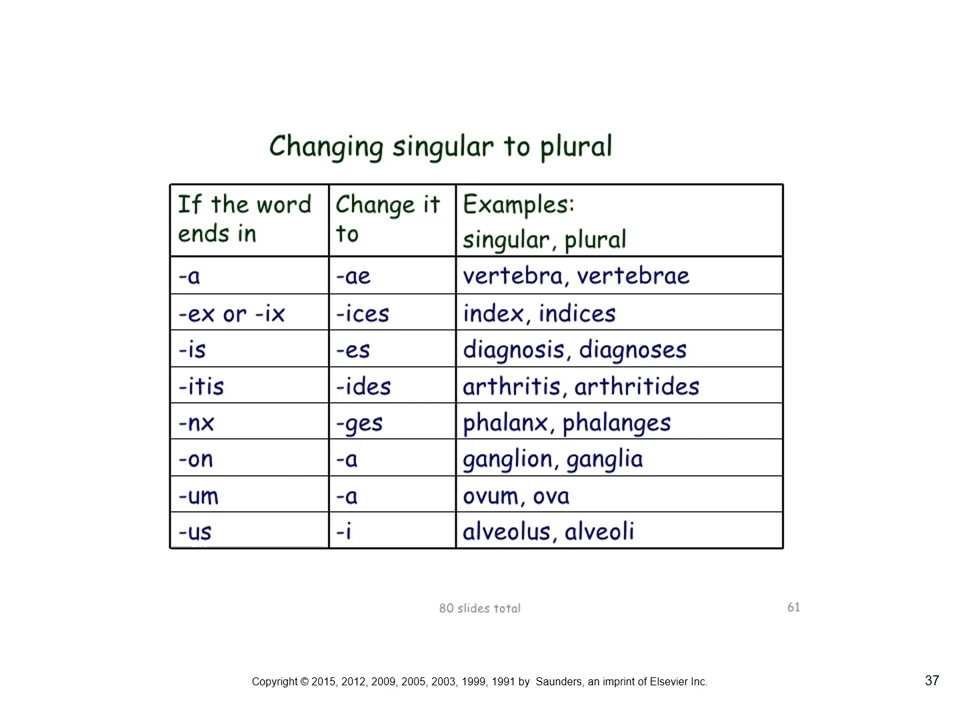 Changing singular to plural
If the word ends in Change it to Examples: singular, plural
-a -ae vertebra, vertebrae
-ex or -ix -ices index, indices
-is -es diagnosis, diagnoses
-itis -ides arthritis, arthritides
-nx -ges phalanx, phalanges
-on -a ganglion, ganglia
-um -a ovum, ova
-us -i alveolus, alveoli
80 slides total 61
Copyright © 2015, 2012, 2009, 2005, 2003, 1999, 1991 by Saunders, an imprint of Elsevier Inc. 37